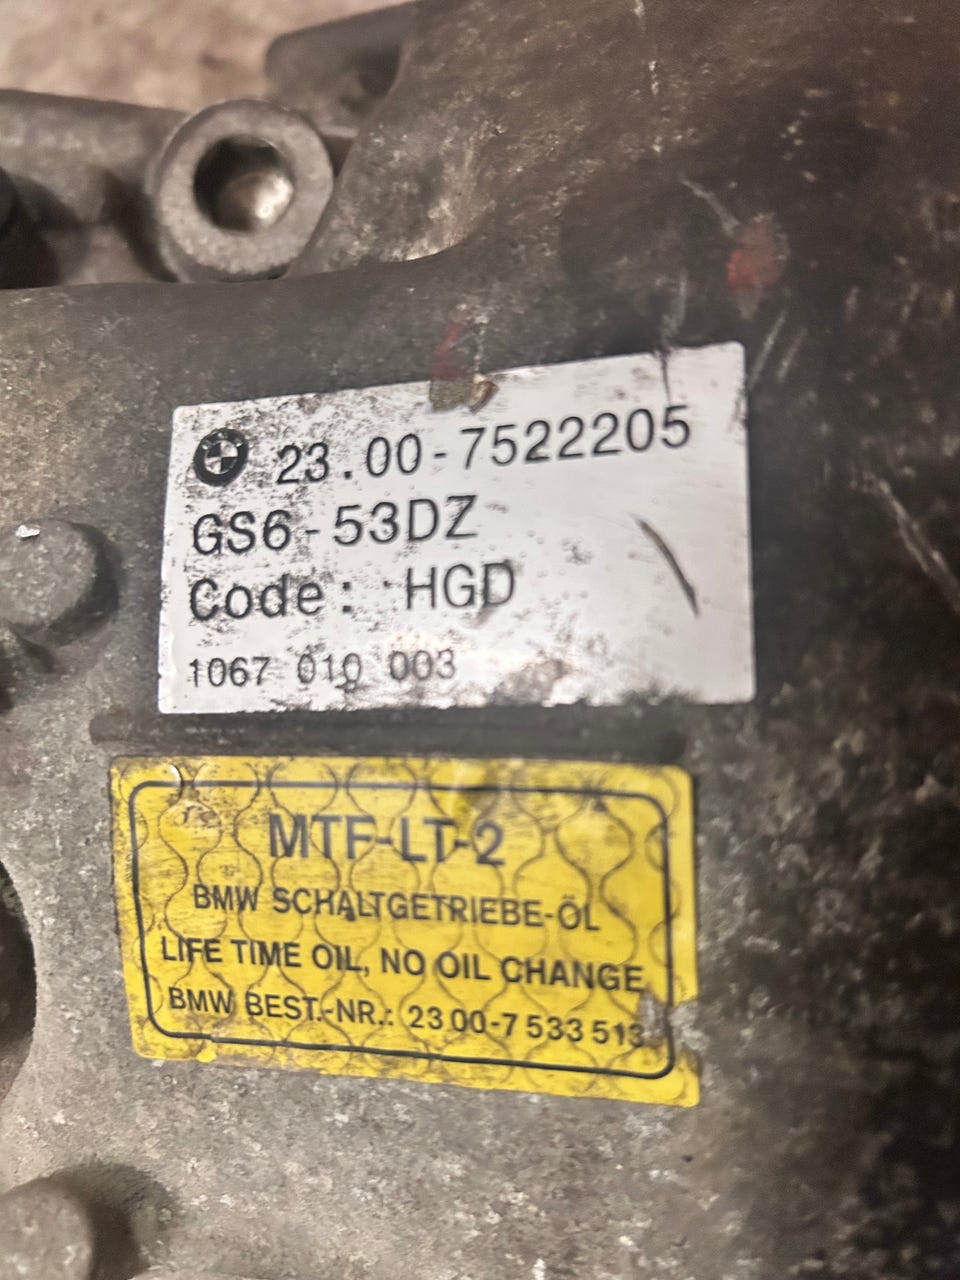 23.00-7522205
GS6-53DZ
Code: HGD
1067 010 003
MTF-LT-2
BMW SCHALTGETRIEBE-ÖL
LIFE TIME OIL, NO OIL CHANGE
BMW BEST.-NR.: 23 00-7 533 513